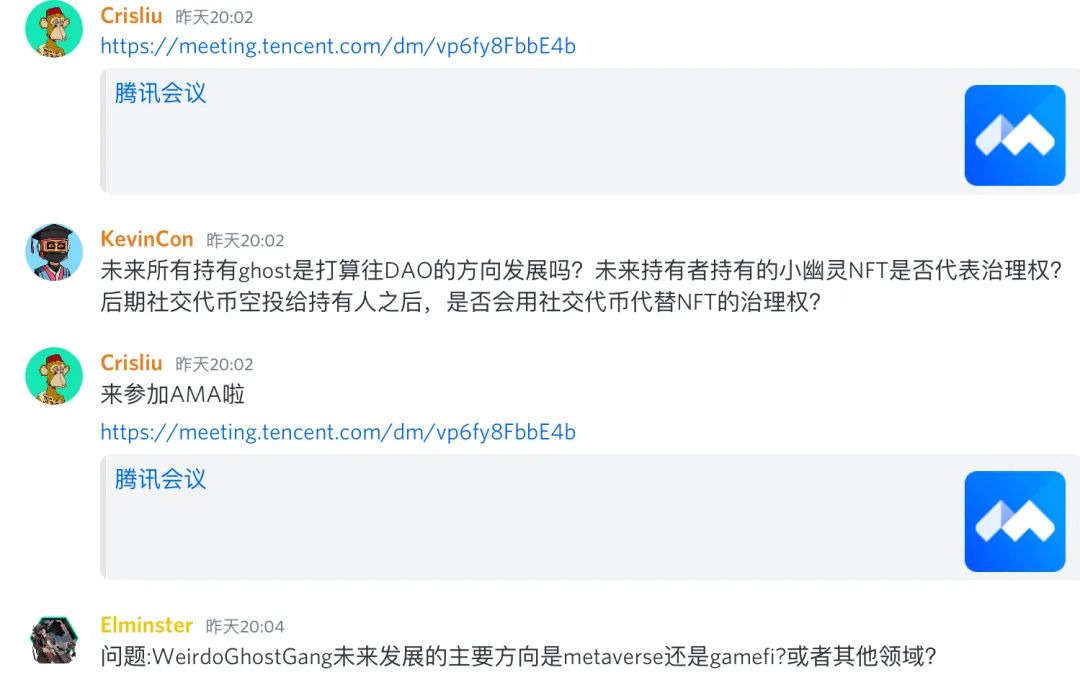 Crisliu 昨天20:02
https://meeting.tencent.com/dm/vp6fy8FbbE4b
腾讯会议
KevinCon 昨天20:02
未来所有持有ghost是打算往DAO的方向发展吗？未来持有者持有的小幽灵NFT是否代表治理权？
后期社交代币空投给持有人之后，是否会用社交代币代替NFT的治理权？
Crisliu 昨天20:02
来参加AMA啦
https://meeting.tencent.com/dm/vp6fy8FbbE4b
腾讯会议
Elminster 昨天20:04
问题:WeirdoGhostGang未来发展的主要方向是metaverse还是gamefi?或者其他领域？